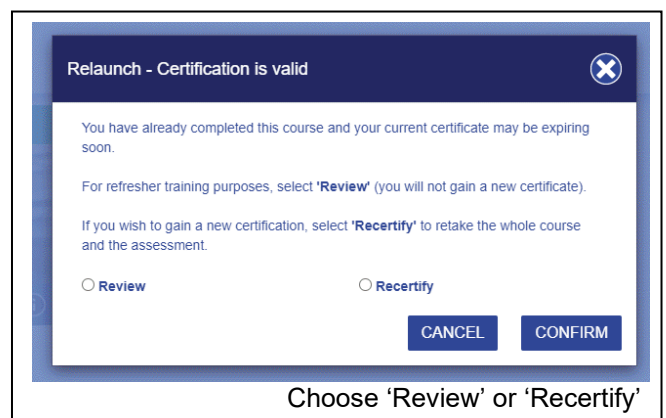 Relaunch - Certification is valid
You have already completed this course and your current certificate may be expiring
soon.
For refresher training purposes, select 'Review' (you will not gain a new certificate).
If you wish to gain a new certification, select 'Recertify' to retake the whole course
and the assessment.
Review Recertify
CANCEL CONFIRM
Choose ‘Review’ or ‘Recertify’